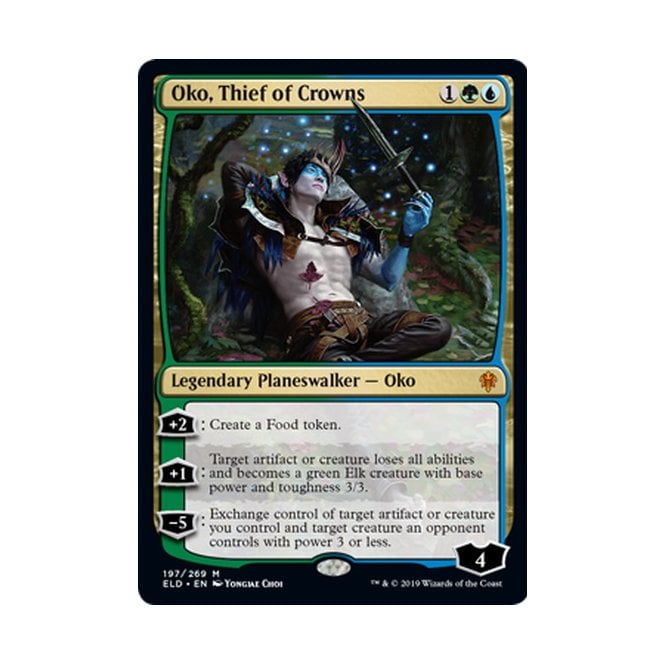 Oko, Thief of Crowns 1
Legendary Planeswalker — Oko
+2 : Create a Food token.
Target artifact or creature loses all abilities
+1 : and becomes a green Elk creature with base
power and toughness 3/3.
Exchange control of target artifact or creature
−5 : you control and target creature an opponent
controls with power 3 or less.
4
197/269 M
ELD • EN Yongjae Choi
™ & © 2019 Wizards of the Coast